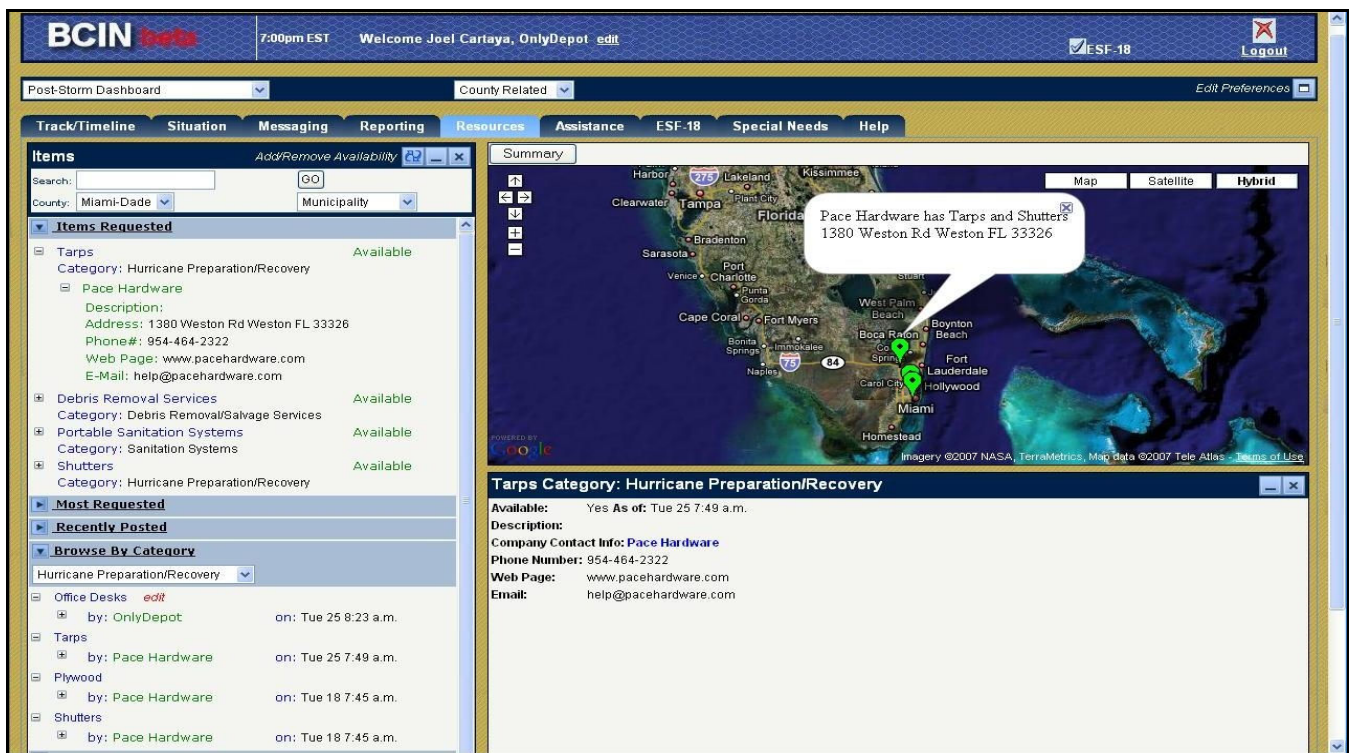 BCIN beta
7:00pm EST Welcome Joel Cartaya, OnlyDepot edit
ESF-18
Logout
Post-Storm Dashboard
County Related
Edit Preferences
Track/Timeline Situation Messaging Reporting Resources Assistance ESF-18 Special Needs Help
Items Add/Remove Availability
Search: GO
County: Miami-Dade Municipality
Items Requested
Tarps Available
Category: Hurricane Preparation/Recovery
Pace Hardware
Description:
Address: 1380 Weston Rd Weston FL 33326
Phone#: 954-464-2322
Web Page: www.pacehardware.com
E-Mail: help@pacehardware.com
Debris Removal Services Available
Category: Debris Removal/Salvage Services
Portable Sanitation Systems Available
Category: Sanitation Systems
Shutters Available
Category: Hurricane Preparation/Recovery
Most Requested
Recently Posted
Browse By Category
Hurricane Preparation/Recovery
Office Desks edit
by: OnlyDepot on: Tue 25 8:23 a.m.
Tarps
by: Pace Hardware on: Tue 25 7:49 a.m.
Plywood
by: Pace Hardware on: Tue 18 7:45 a.m.
Shutters
by: Pace Hardware on: Tue 18 7:45 a.m.
Summary
Map Satellite Hybrid
Pace Hardware has Tarps and Shutters
1380 Weston Rd Weston FL 33326
Harbor
275
Lakeland
Kissimmee
Clearwater
Tampa
Plant City
Florida
Bradenton
Sarasota
Venice
Port
Charlotte
Punta
Gorda
Stuart
West Palm
Beach
Cape Coral
Fort Myers
Boca Raton
Boynton
Beach
Bonita
Springs
Immokalee
Naples
75
84
Fort
Lauderdale
Carol City
Hollywood
Miami
Homestead
POWERED BY
Google
Imagery ©2007 NASA, TerraMetrics, Map data ©2007 Tele Atlas - Terms of Use
Tarps Category: Hurricane Preparation/Recovery
Available: Yes As of: Tue 25 7:49 a.m.
Description:
Company Contact Info: Pace Hardware
Phone Number: 954-464-2322
Web Page: www.pacehardware.com
Email: help@pacehardware.com